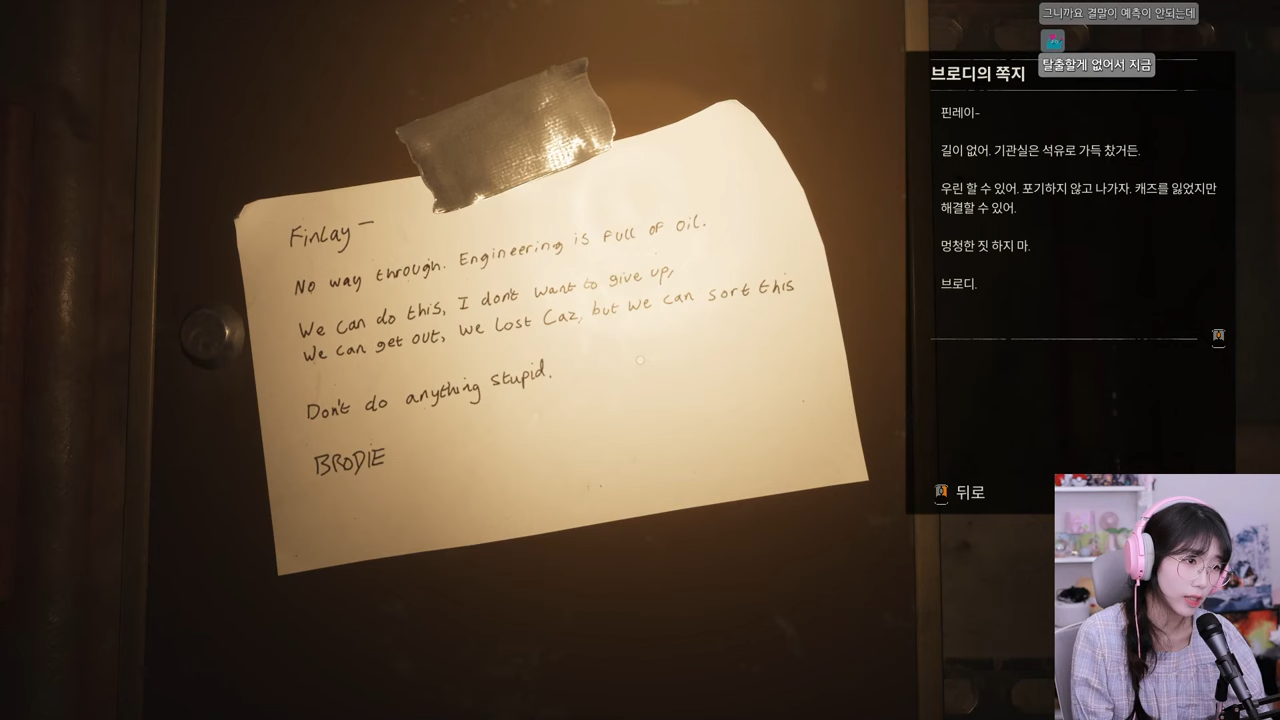 Finlay —
No way through. Engineering is full of oil.
We can do this, I don't want to give up,
We can get out, we lost Caz, but we can sort this
Don't do anything stupid.
BRODIE
그니까요 결말이 예측이 안되는데
탈출할게 없어서 지금
브로디의 쪽지
핀레이-
길이 없어. 기관실은 석유로 가득 찼거든.
우린 할 수 있어. 포기하지 않고 나가자. 캐즈를 잃었지만
해결할 수 있어.
멍청한 짓 하지 마.
브로디.
뒤로